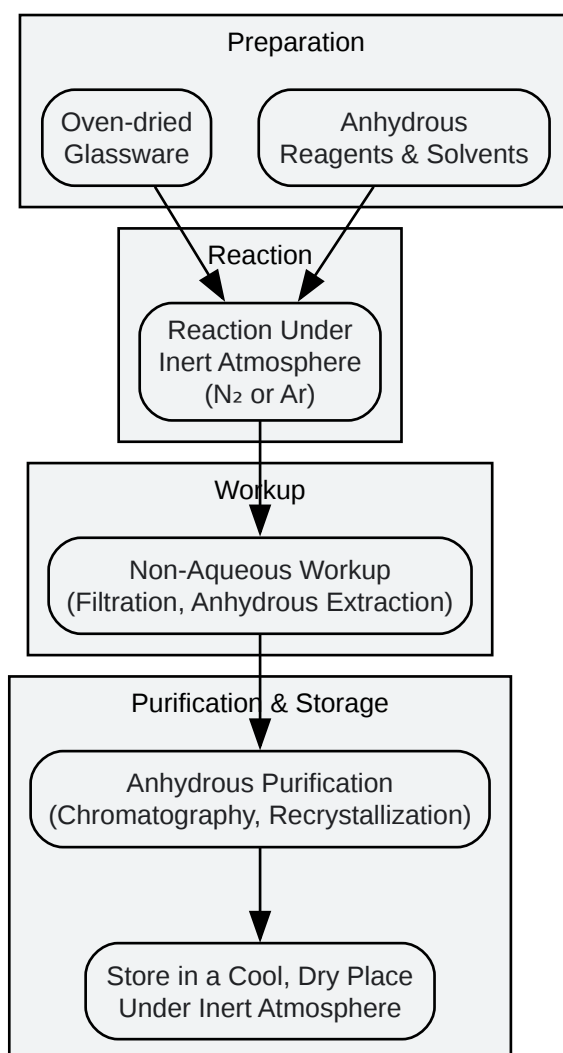 Preparation
Oven-dried
Glassware
Anhydrous
Reagents & Solvents
Reaction
Reaction Under
Inert Atmosphere
(N₂ or Ar)
Workup
Non-Aqueous Workup
(Filtration, Anhydrous Extraction)
Purification & Storage
Anhydrous Purification
(Chromatography, Recrystallization)
Store in a Cool, Dry Place
Under Inert Atmosphere